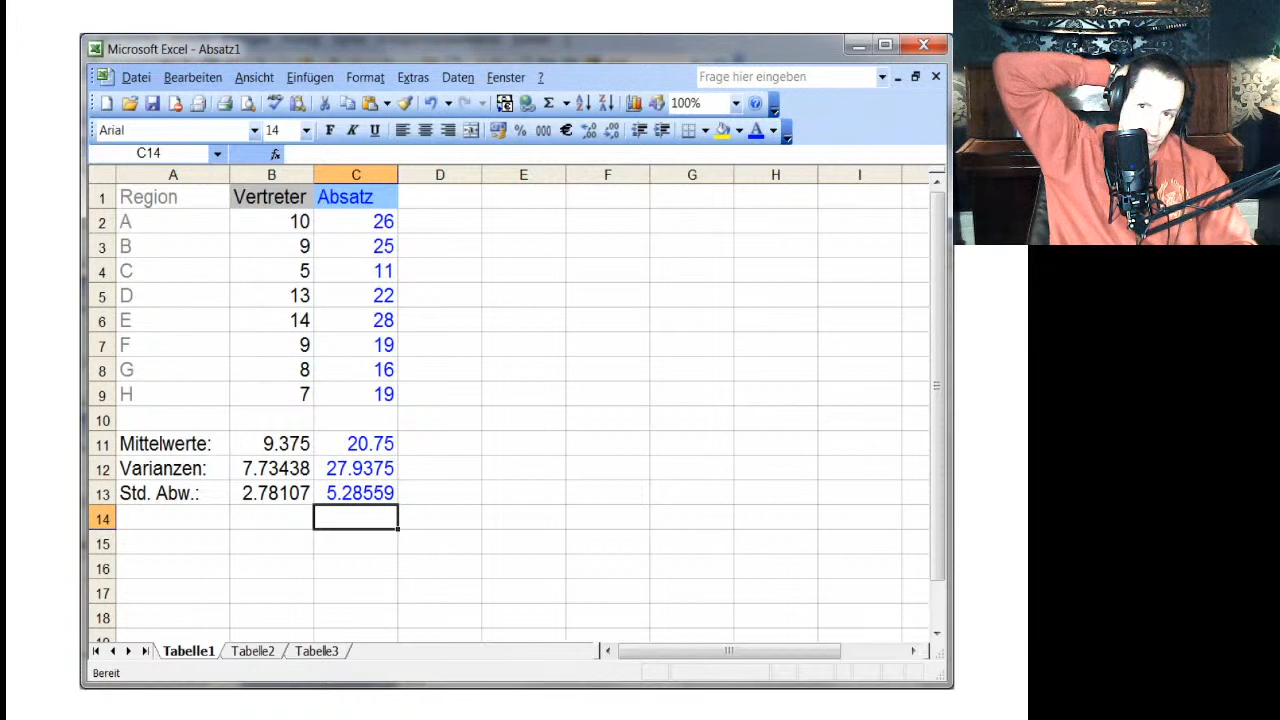 Microsoft Excel - Absatz1
Datei Bearbeiten Ansicht Einfügen Format Extras Daten Fenster ? Frage hier eingeben
Σ 100%
Arial 14 F K U % 000 € A
C14 fx
A B C D E F G H I
1 Region Vertreter Absatz
2 A 10 26
3 B 9 25
4 C 5 11
5 D 13 22
6 E 14 28
7 F 9 19
8 G 8 16
9 H 7 19
10
11 Mittelwerte: 9.375 20.75
12 Varianzen: 7.73438 27.9375
13 Std. Abw.: 2.78107 5.28559
14
15
16
17
18
Tabelle1 Tabelle2 Tabelle3
Bereit